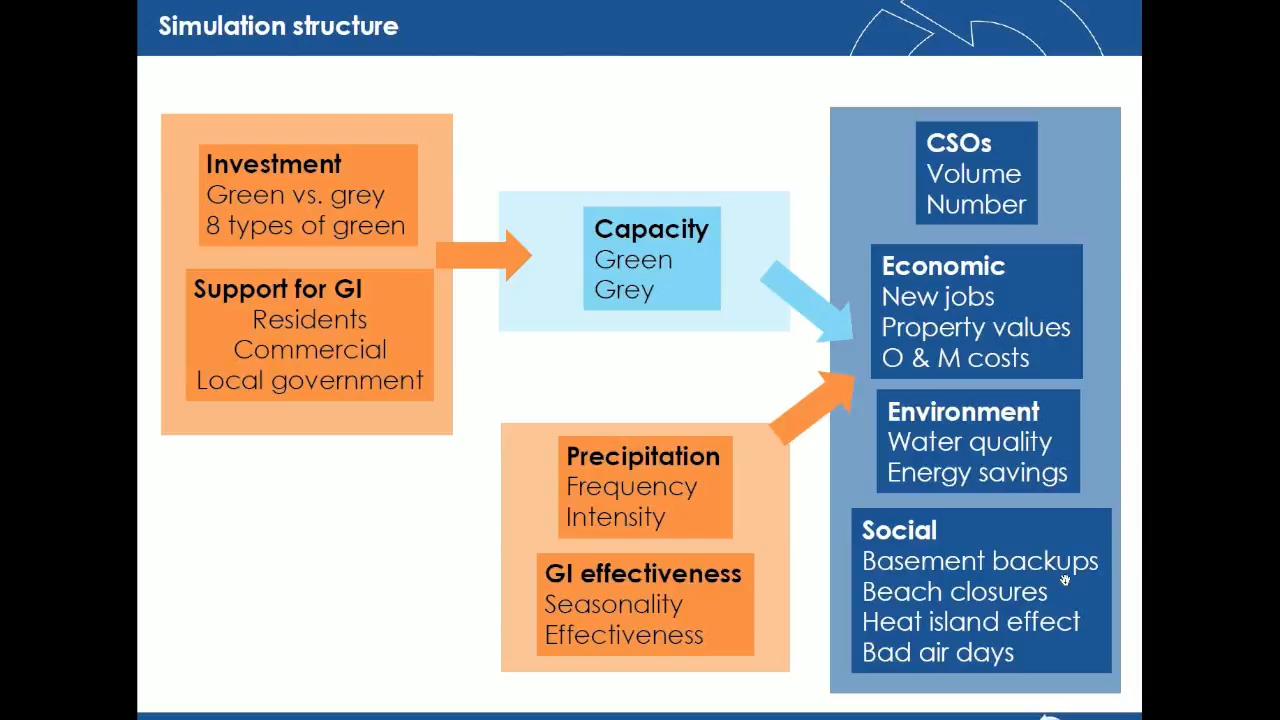 Simulation structure
Investment
Green vs. grey
8 types of green
Support for GI
Residents
Commercial
Local government
Capacity
Green
Grey
Precipitation
Frequency
Intensity
GI effectiveness
Seasonality
Effectiveness
CSOs
Volume
Number
Economic
New jobs
Property values
O & M costs
Environment
Water quality
Energy savings
Social
Basement backups
Beach closures
Heat island effect
Bad air days